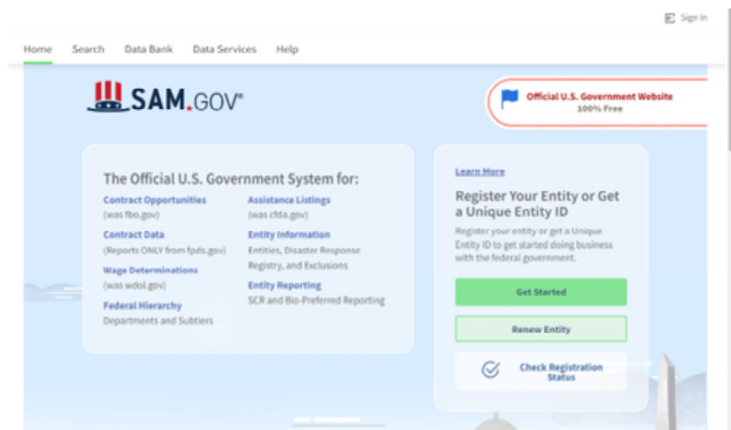 Sign In
Home Search Data Bank Data Services Help
SAM.GOV®
Official U.S. Government Website
100% Free
The Official U.S. Government System for:
Contract Opportunities
(was fbo.gov)
Contract Data
(Reports ONLY from fpds.gov)
Wage Determinations
(was wdol.gov)
Federal Hierarchy
Departments and Subtiers
Assistance Listings
(was cfda.gov)
Entity Information
Entities, Disaster Response
Registry, and Exclusions
Entity Reporting
SCR and Bio-Preferred Reporting
Learn More
Register Your Entity or Get
a Unique Entity ID
Register your entity or get a Unique
Entity ID to get started doing business
with the federal government.
Get Started
Renew Entity
Check Registration
Status